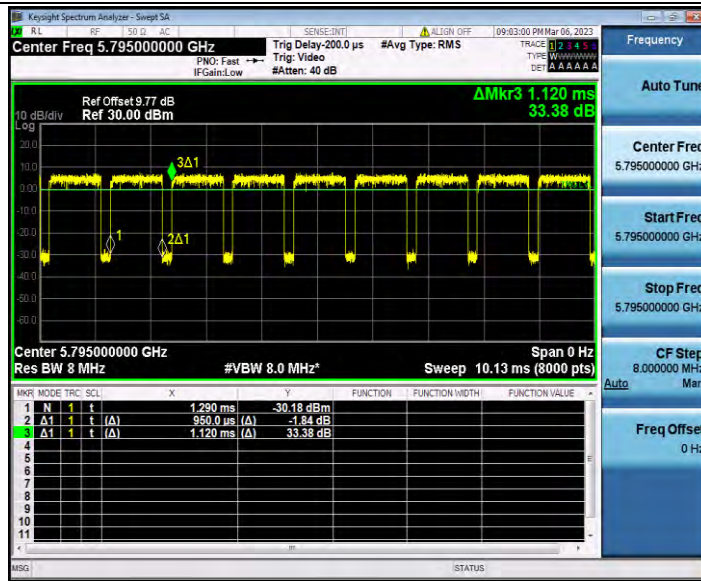 Keysight Spectrum Analyzer - Swept SA
RL RF 50 Ω AC SENSE:INT ALIGN OFF 09:03:00 PM Mar 06, 2023
Center Freq 5.795000000 GHz
PNO: Fast
IFGain:Low
Trig Delay-200.0 µs
Trig: Video
#Atten: 40 dB
#Avg Type: RMS
TRACE 1 2 3 4 5 6
TYPE W
DET A A A A A A
Ref Offset 9.77 dB
Ref 30.00 dBm
10 dB/div
Log
ΔMkr3 1.120 ms
33.38 dB
20.0
10.0
0.00
-10.0
-20.0
-30.0
-40.0
-50.0
-60.0
3Δ1
1
2Δ1
Center 5.795000000 GHz
Span 0 Hz
Res BW 8 MHz
#VBW 8.0 MHz*
Sweep 10.13 ms (8000 pts)
MKR MODE TRC SCL X Y FUNCTION FUNCTION WIDTH FUNCTION VALUE
1 N 1 t 1.290 ms -30.18 dBm
2 Δ1 1 t (Δ) 950.0 µs (Δ) -1.84 dB
3 Δ1 1 t (Δ) 1.120 ms (Δ) 33.38 dB
4
5
6
7
8
9
10
11
MSG
STATUS
Frequency
Auto Tune
Center Freq
5.795000000 GHz
Start Freq
5.795000000 GHz
Stop Freq
5.795000000 GHz
CF Step
8.000000 MHz
Auto Man
Freq Offset
0 Hz